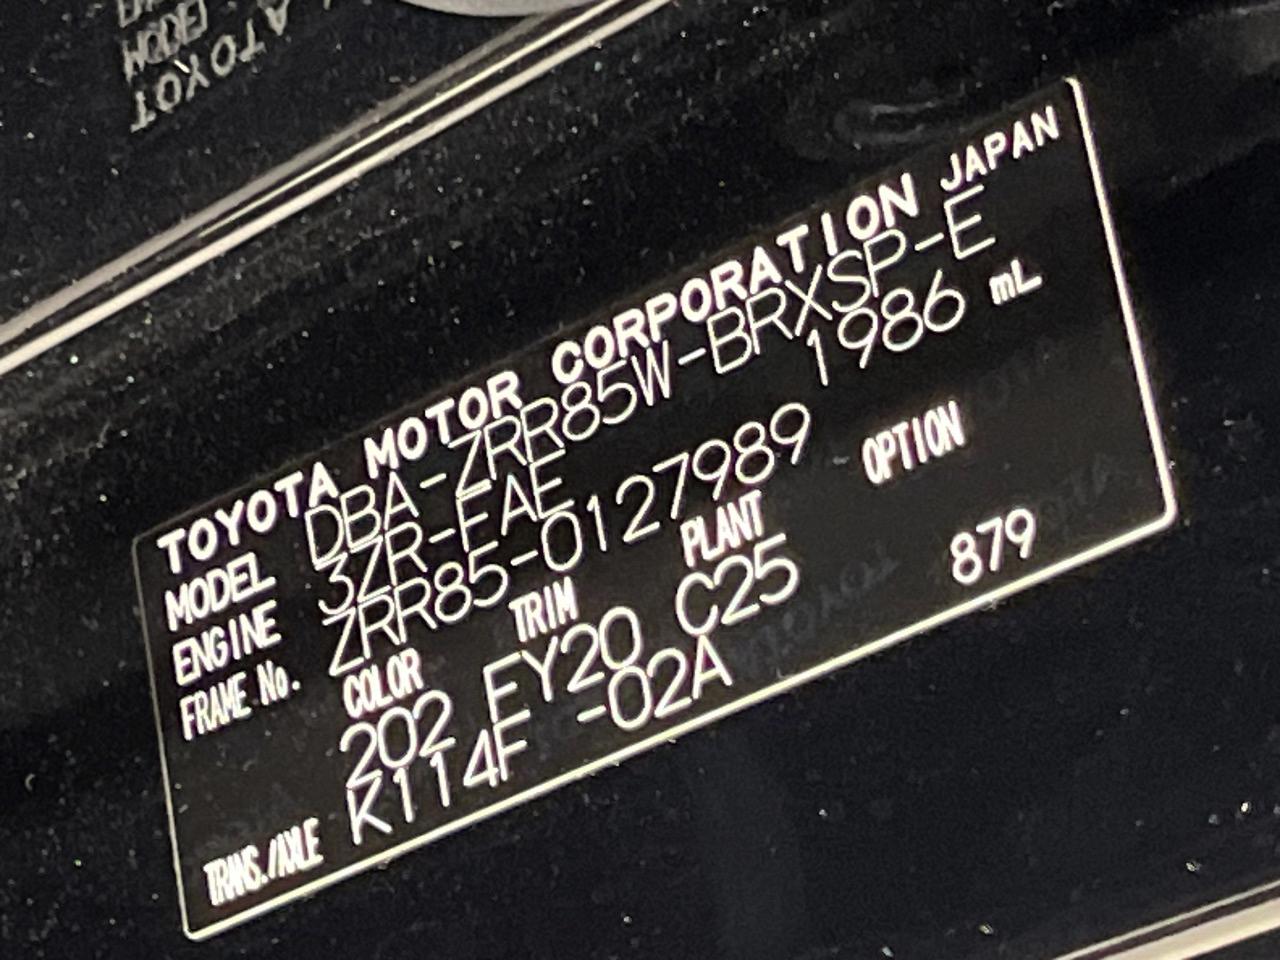 TOYOTA MOTOR CORPORATION JAPAN
MODEL DBA-ZRR85W-BRXSP-E
ENGINE 3ZR-FAE 1986 mL
FRAME No. ZRR85-0127989
COLOR TRIM PLANT OPTION
202 FY20 C25 879
TRANS./AXLE K114F -02A